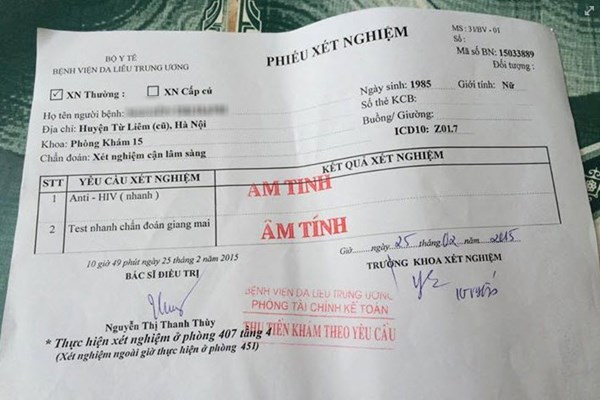 BỘ Y TẾ
BỆNH VIỆN DA LIỄU TRUNG ƯƠNG
PHIẾU XÉT NGHIỆM
MS : 31/BV - 01
Số :
Mã số BN: 15033889
Đối tượng :
XN Thường : XN Cấp cú
Họ tên người bệnh:
Ngày sinh: 1985 Giới tính: Nữ
Địa chỉ: Huyện Từ Liêm (cũ), Hà Nội
Số thẻ KCB:
Khoa: Phòng Khám 15
Buồng/ Giường:
Chẩn đoán: Xét nghiệm cận lâm sàng
ICD10: Z01.7
STT YÊU CẦU XÉT NGHIỆM KẾT QUẢ XÉT NGHIỆM
1 Anti - HIV ( nhanh ) ÂM TÍNH
2 Test nhanh chẩn đoán giang mai ÂM TÍNH
Giờ ngày 25 tháng 02 năm 2015
10 giờ 49 phút ngày 25 tháng 2 năm 2015
BÁC SĨ ĐIỀU TRỊ
TRƯỞNG KHOA XÉT NGHIỆM
BỆNH VIỆN DA LIỄU TRUNG ƯƠNG
PHÒNG TÀI CHÍNH KẾ TOÁN
THU TIỀN KHÁM THEO YÊU CẦU
Nguyễn Thị Thanh Thùy
* Thực hiện xét nghiệm ở phòng 407 tầng 4
(Xét nghiệm ngoài giờ thực hiện ở phòng 451)